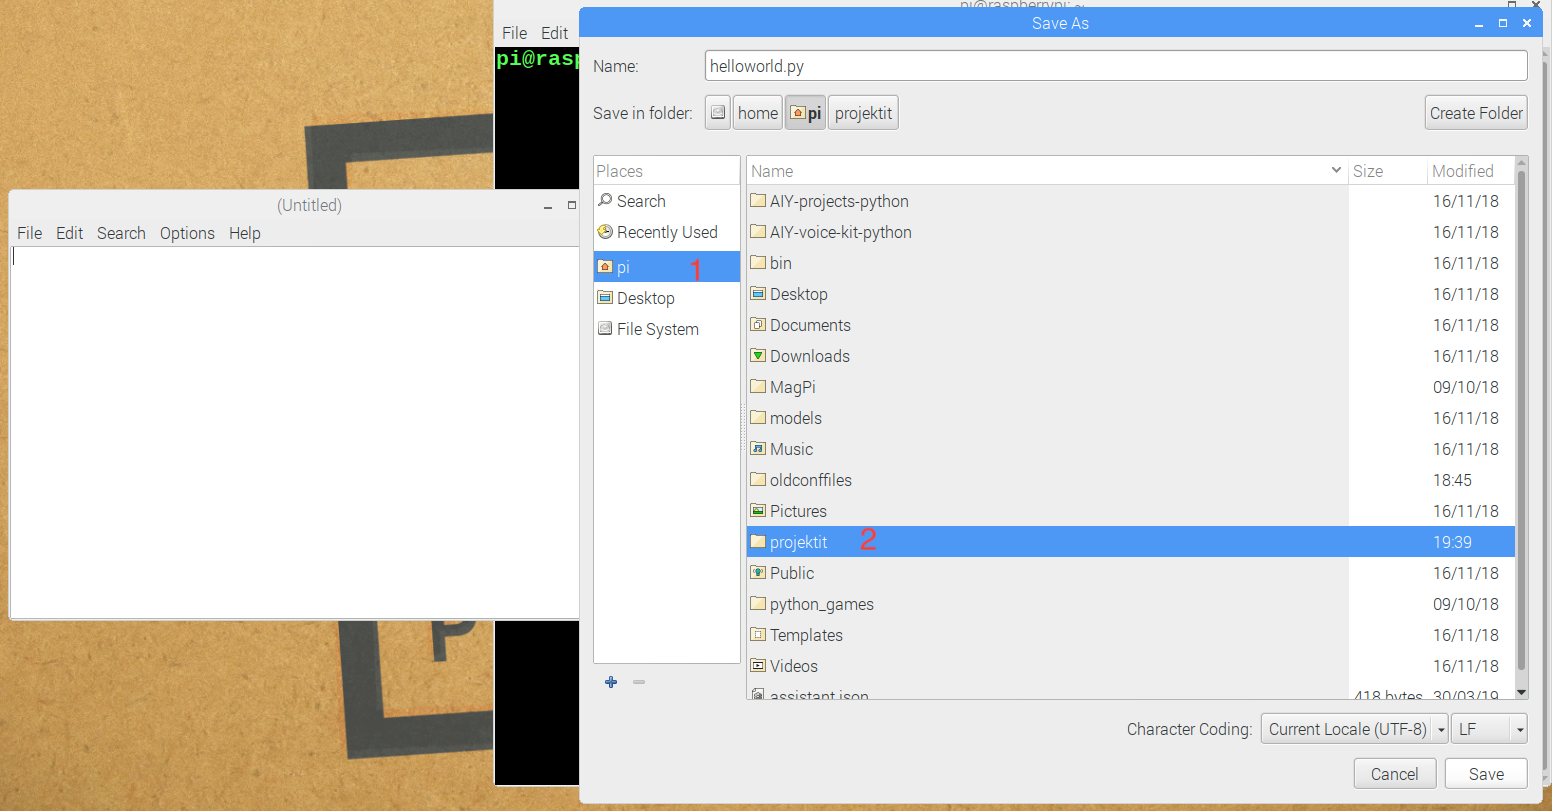 pi@raspberrypi: ~
File Edit
pi@rasp
Save As
Name: helloworld.py
Save in folder: home pi projektit Create Folder
(Untitled)
File Edit Search Options Help
Places
Search
Recently Used
pi 1
Desktop
File System
Name Size Modified
AIY-projects-python 16/11/18
AIY-voice-kit-python 16/11/18
bin 16/11/18
Desktop 16/11/18
Documents 16/11/18
Downloads 16/11/18
MagPi 09/10/18
models 16/11/18
Music 16/11/18
oldconffiles 18:45
Pictures 16/11/18
projektit 2 19:39
Public 16/11/18
python_games 09/10/18
Templates 16/11/18
Videos 16/11/18
assistant.json 418 bytes 30/03/19
Character Coding: Current Locale (UTF-8) LF
Cancel Save
P